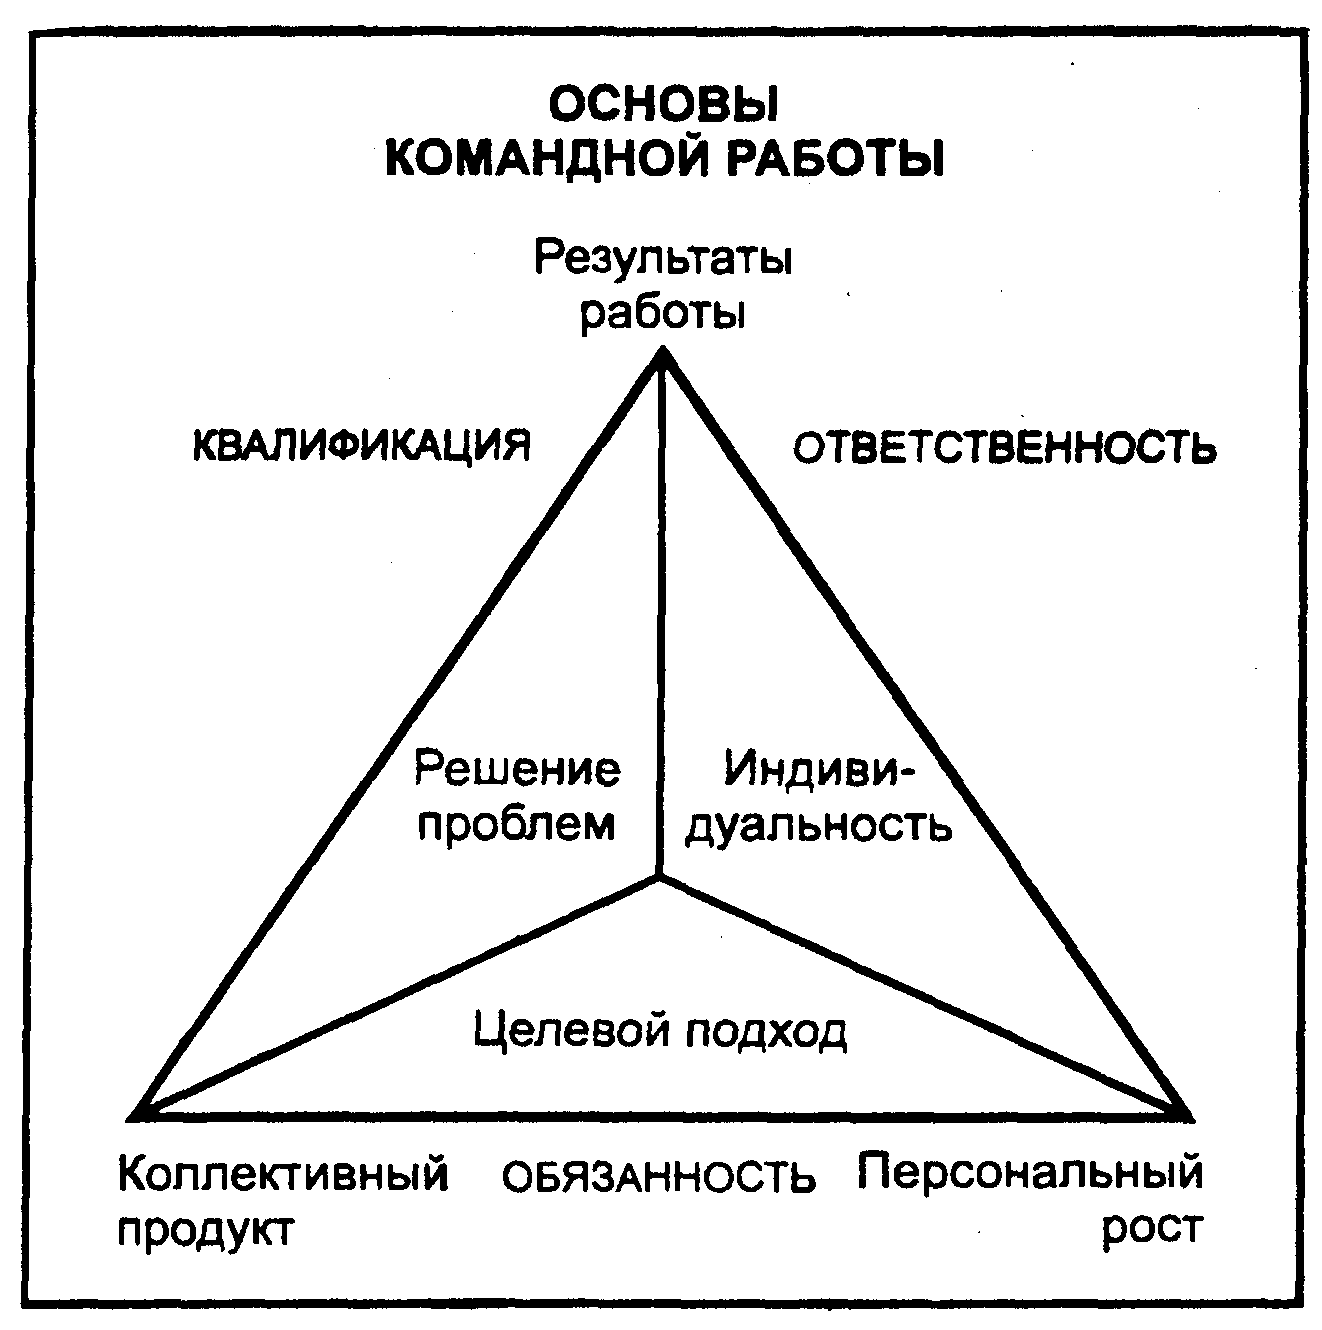 ОСНОВЫ
КОМАНДНОЙ РАБОТЫ
Результаты
работы
КВАЛИФИКАЦИЯ
ОТВЕТСТВЕННОСТЬ
Решение
проблем
Индиви-
дуальность
Целевой подход
Коллективный
продукт
ОБЯЗАННОСТЬ
Персональный
рост